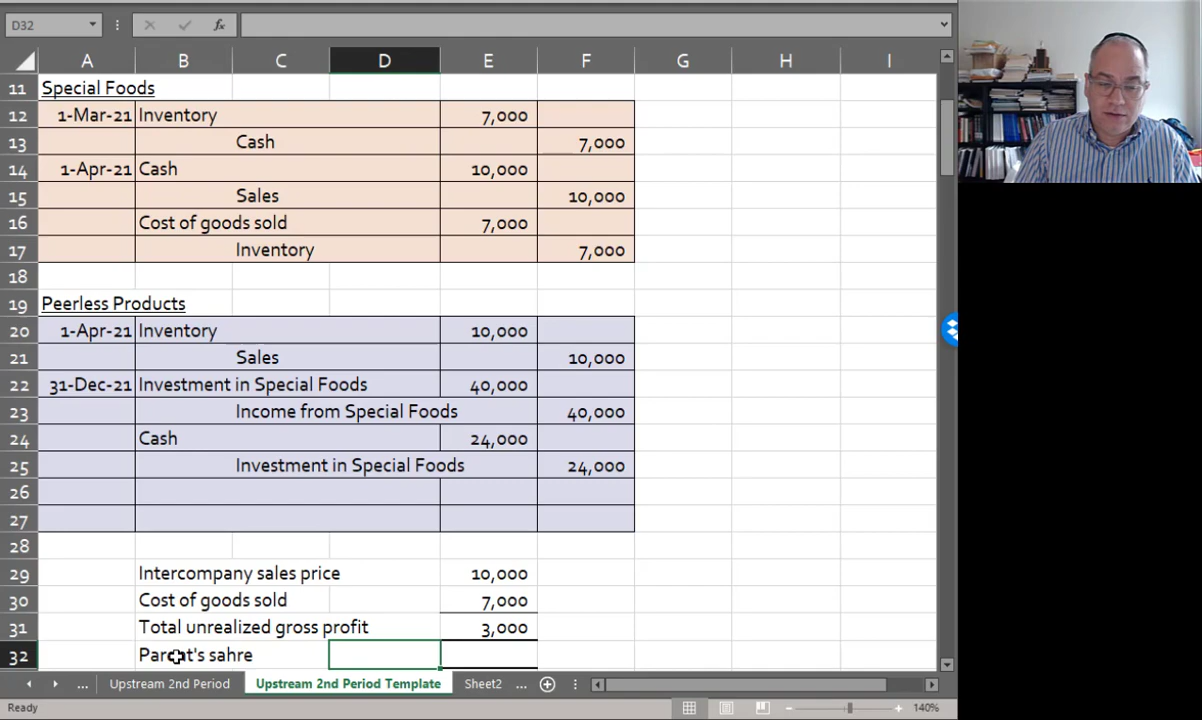 D32
fx
A B C D E F G H I
11 Special Foods
12 1-Mar-21 Inventory 7,000
13 Cash 7,000
14 1-Apr-21 Cash 10,000
15 Sales 10,000
16 Cost of goods sold 7,000
17 Inventory 7,000
18
19 Peerless Products
20 1-Apr-21 Inventory 10,000
21 Sales 10,000
22 31-Dec-21 Investment in Special Foods 40,000
23 Income from Special Foods 40,000
24 Cash 24,000
25 Investment in Special Foods 24,000
26
27
28
29 Intercompany sales price 10,000
30 Cost of goods sold 7,000
31 Total unrealized gross profit 3,000
32 Parent's sahre
... Upstream 2nd Period Upstream 2nd Period Template Sheet2 ...
Ready 140%